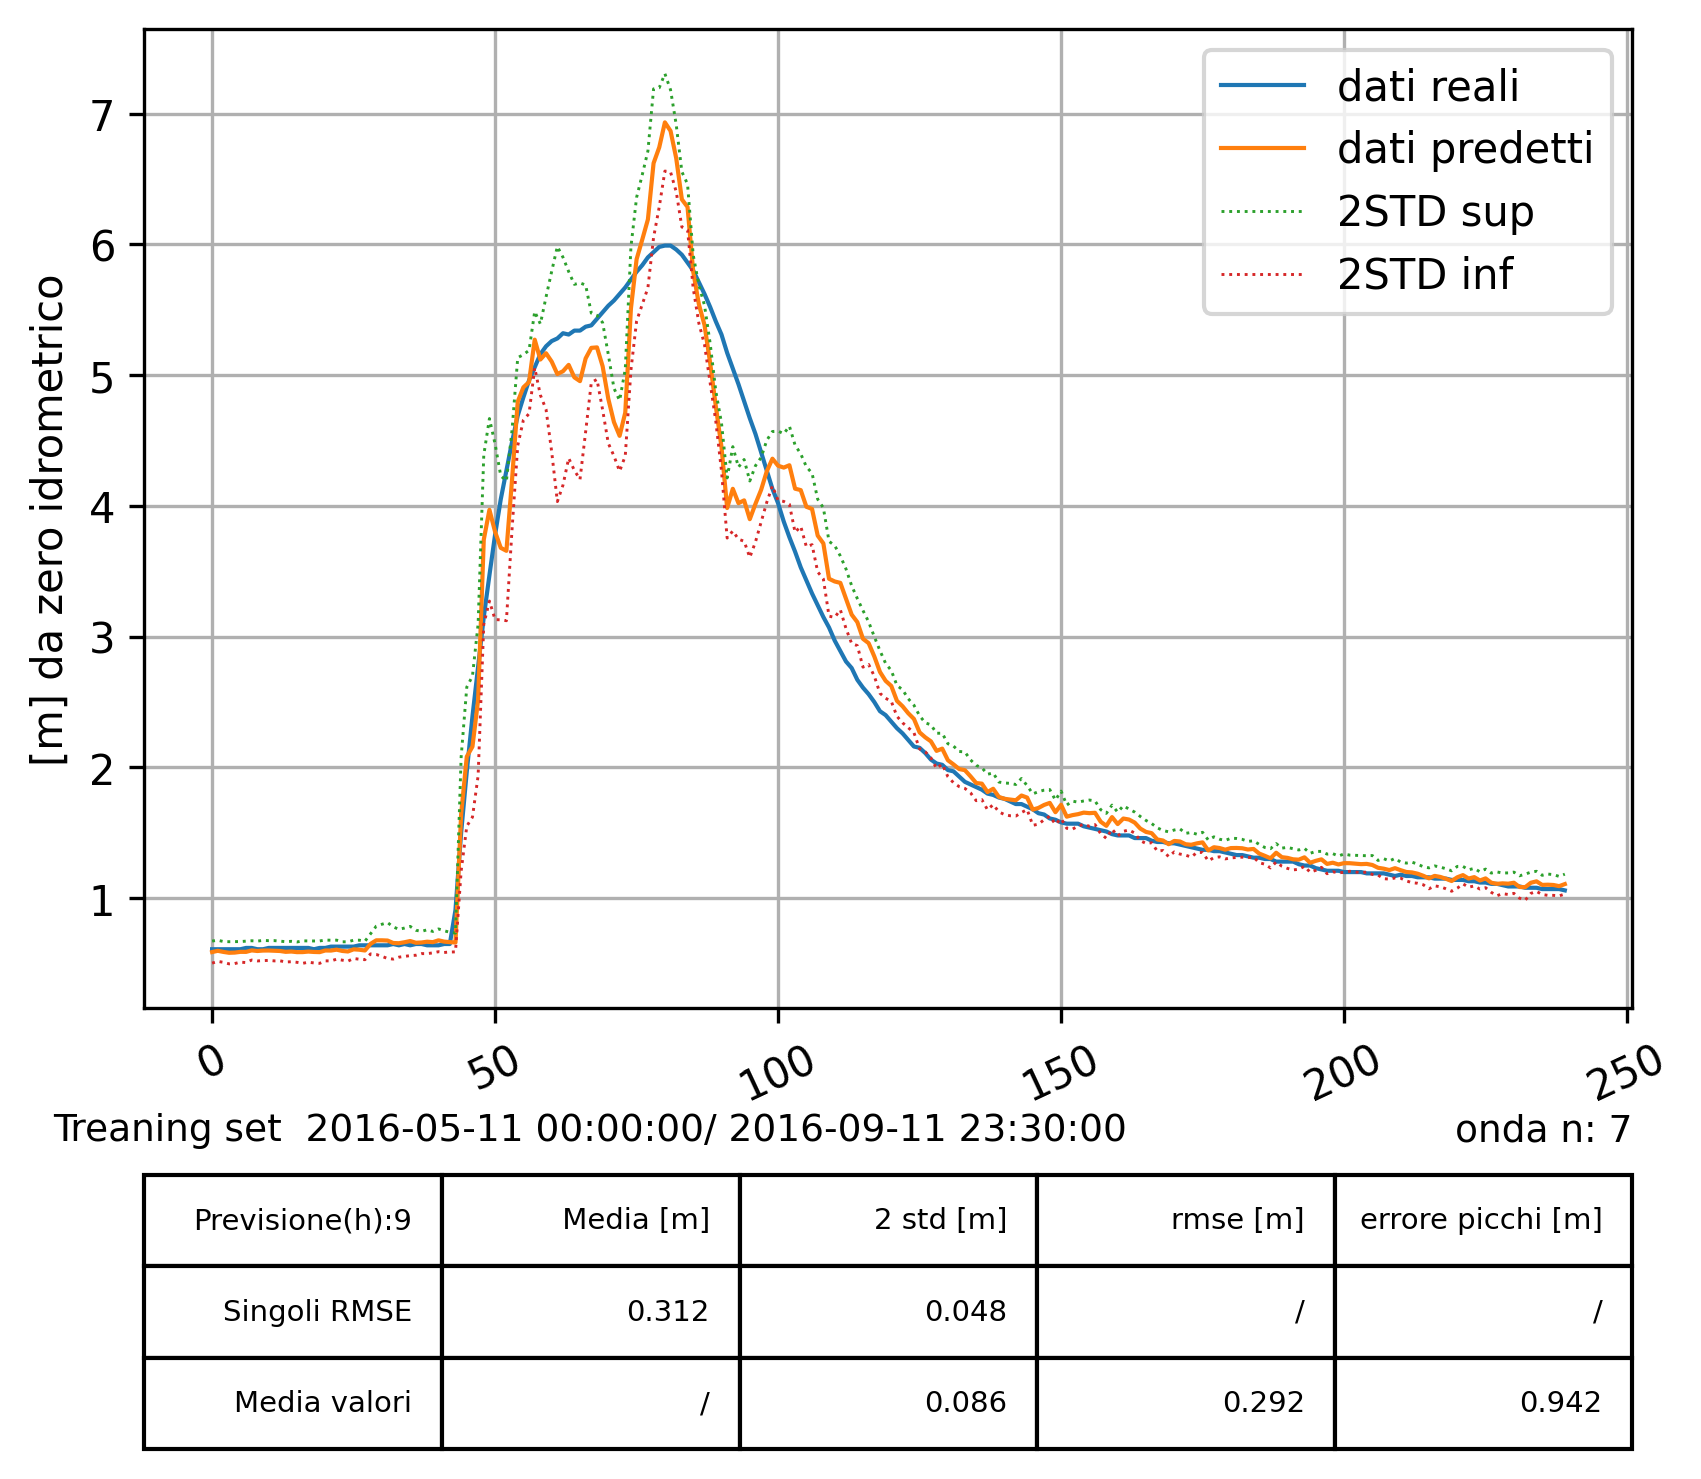 dati reali
dati predetti
2STD sup
2STD inf
[m] da zero idrometrico
7
6
5
4
3
2
1
0 50 100 150 200 250
Treaning set  2016-05-11 00:00:00/ 2016-09-11 23:30:00 onda n: 7
Previsione(h):9 Media [m] 2 std [m] rmse [m] errore picchi [m]
Singoli RMSE 0.312 0.048 / /
Media valori / 0.086 0.292 0.942